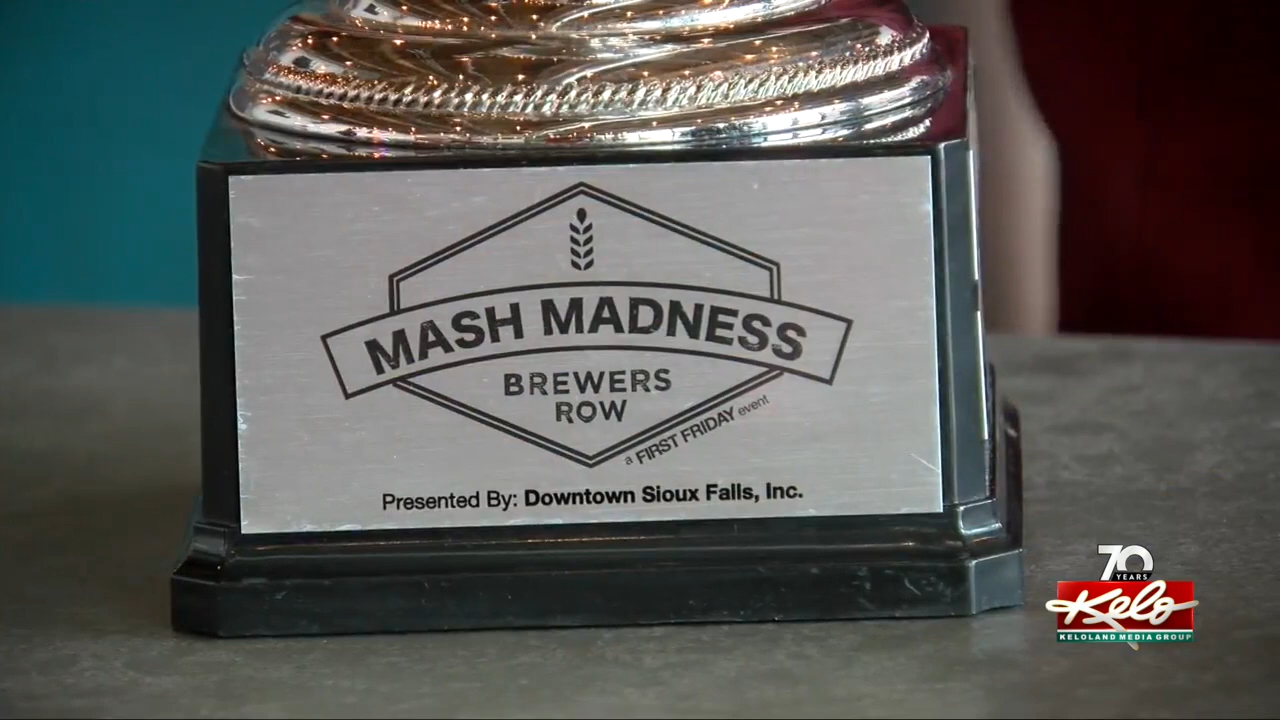 MASH MADNESS
BREWERS
ROW
a FIRST FRIDAY event
Presented By: Downtown Sioux Falls, Inc.
70
YEARS
Kelo
KELOLAND MEDIA GROUP